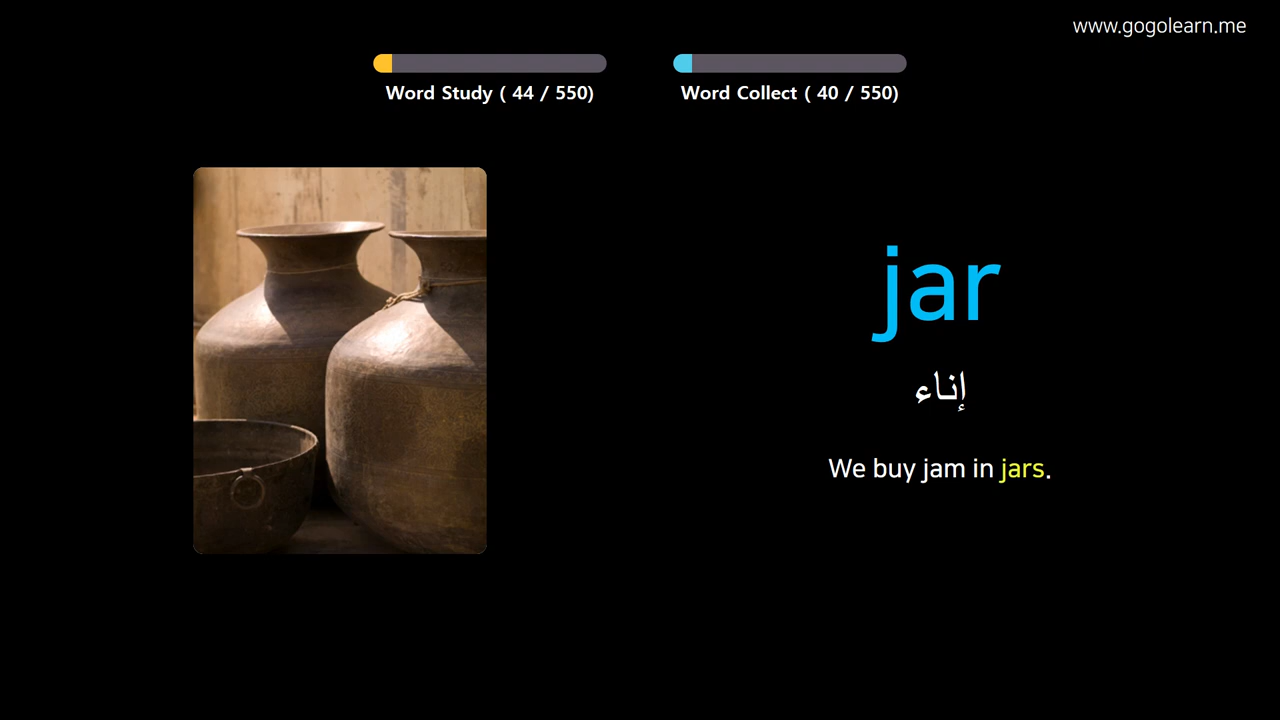 www.gogolearn.me
Word Study ( 44 / 550)
Word Collect ( 40 / 550)
jar
إناء
We buy jam in jars.